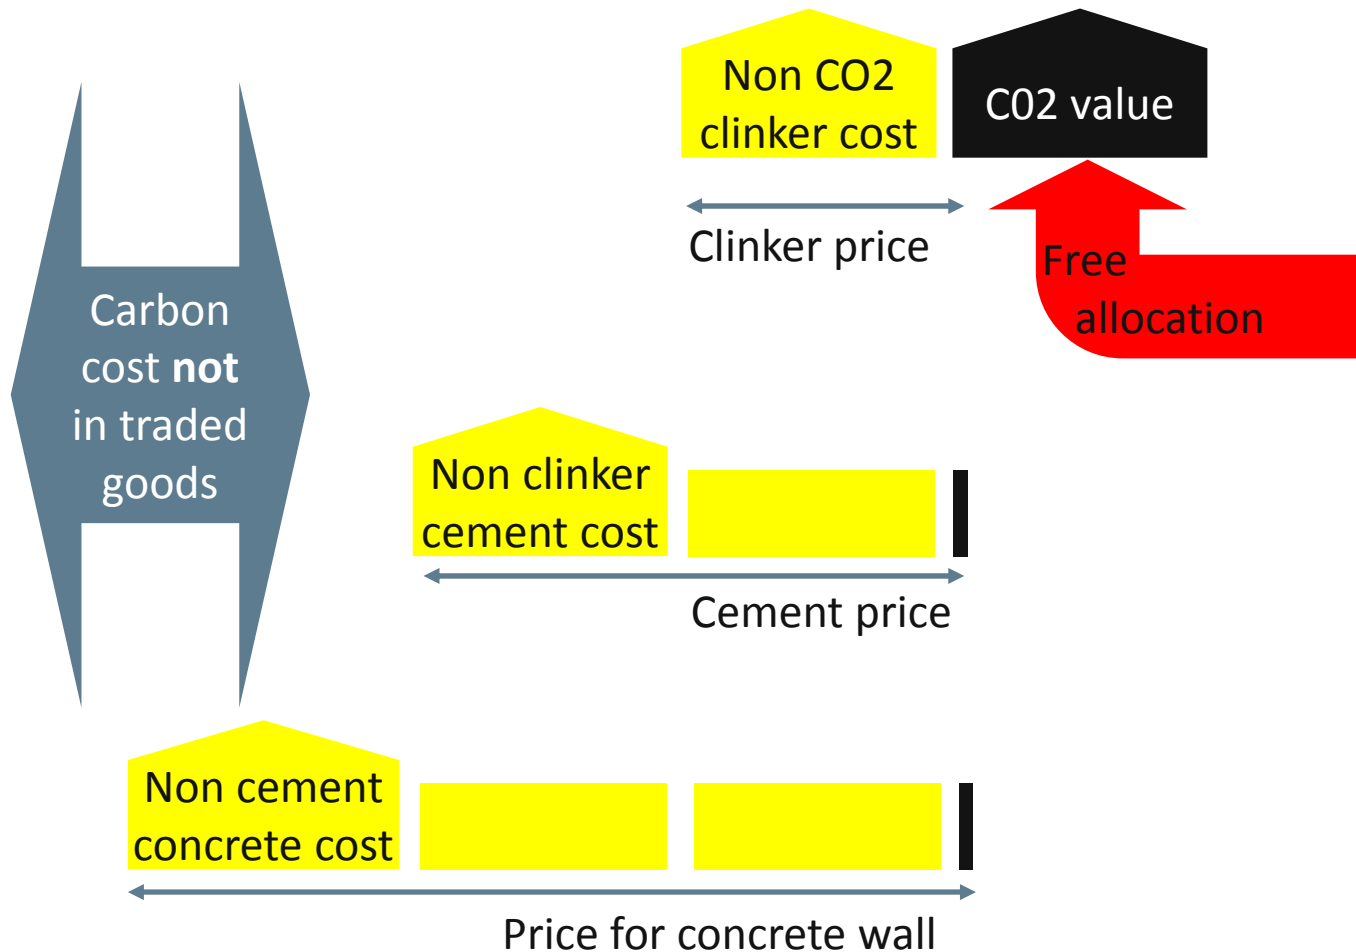 Non CO2
clinker cost
C02 value
Clinker price
Free
allocation
Carbon
cost not
in traded
goods
Non clinker
cement cost
Cement price
Non cement
concrete cost
Price for concrete wall